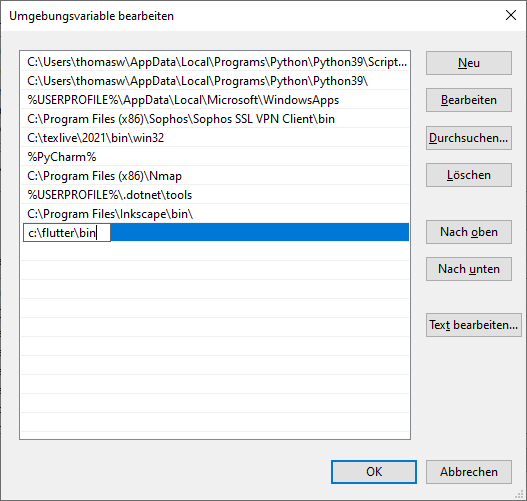 Umgebungsvariable bearbeiten
C:\Users\thomasw\AppData\Local\Programs\Python\Python39\Script...
C:\Users\thomasw\AppData\Local\Programs\Python\Python39\
%USERPROFILE%\AppData\Local\Microsoft\WindowsApps
C:\Program Files (x86)\Sophos\Sophos SSL VPN Client\bin
C:\texlive\2021\bin\win32
%PyCharm%
C:\Program Files (x86)\Nmap
%USERPROFILE%\.dotnet\tools
C:\Program Files\Inkscape\bin\
c:\flutter\bin
Neu
Bearbeiten
Durchsuchen...
Löschen
Nach oben
Nach unten
Text bearbeiten...
OK
Abbrechen